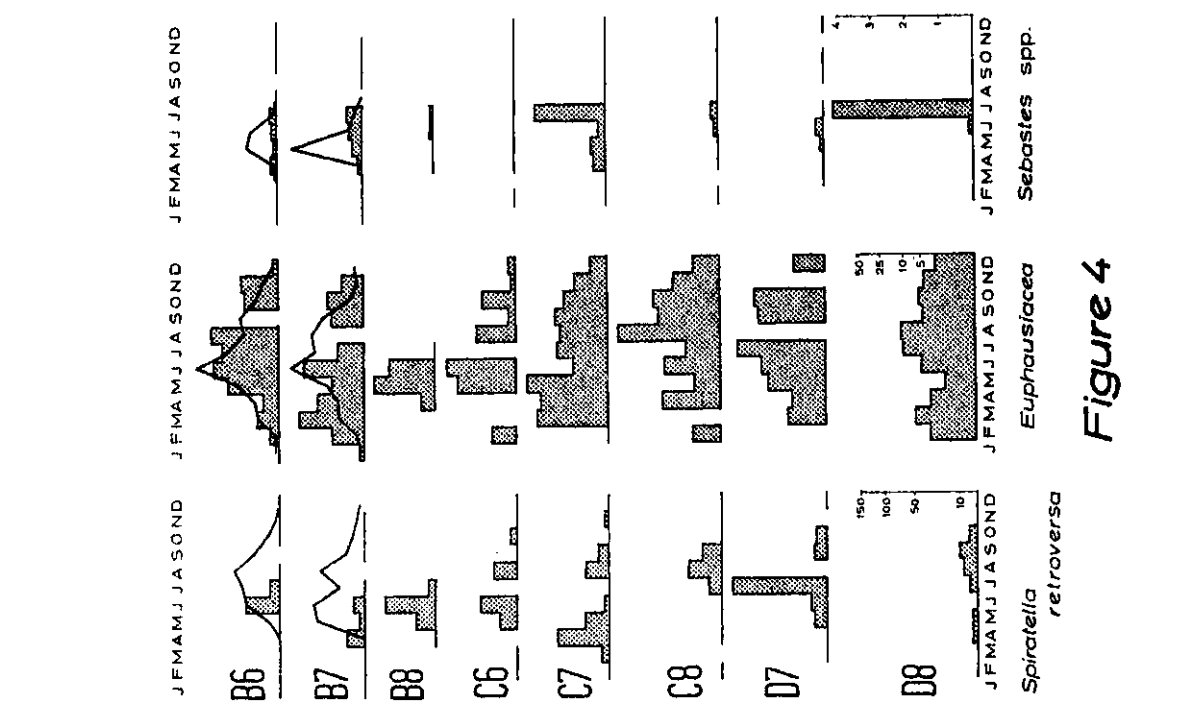 J F M A M J J A S O N D
J F M A M J J A S O N D
J F M A M J J A S O N D
B6
B7
B8
C6
C7
C8
D7
D8
150
100
50
10
50
25
10
5
4
3
2
1
J F M A M J J A S O N D
J F M A M J J A S O N D
J F M A M J J A S O N D
Spiratella
retroversa
Euphausiacea
Sebastes spp.
Figure 4